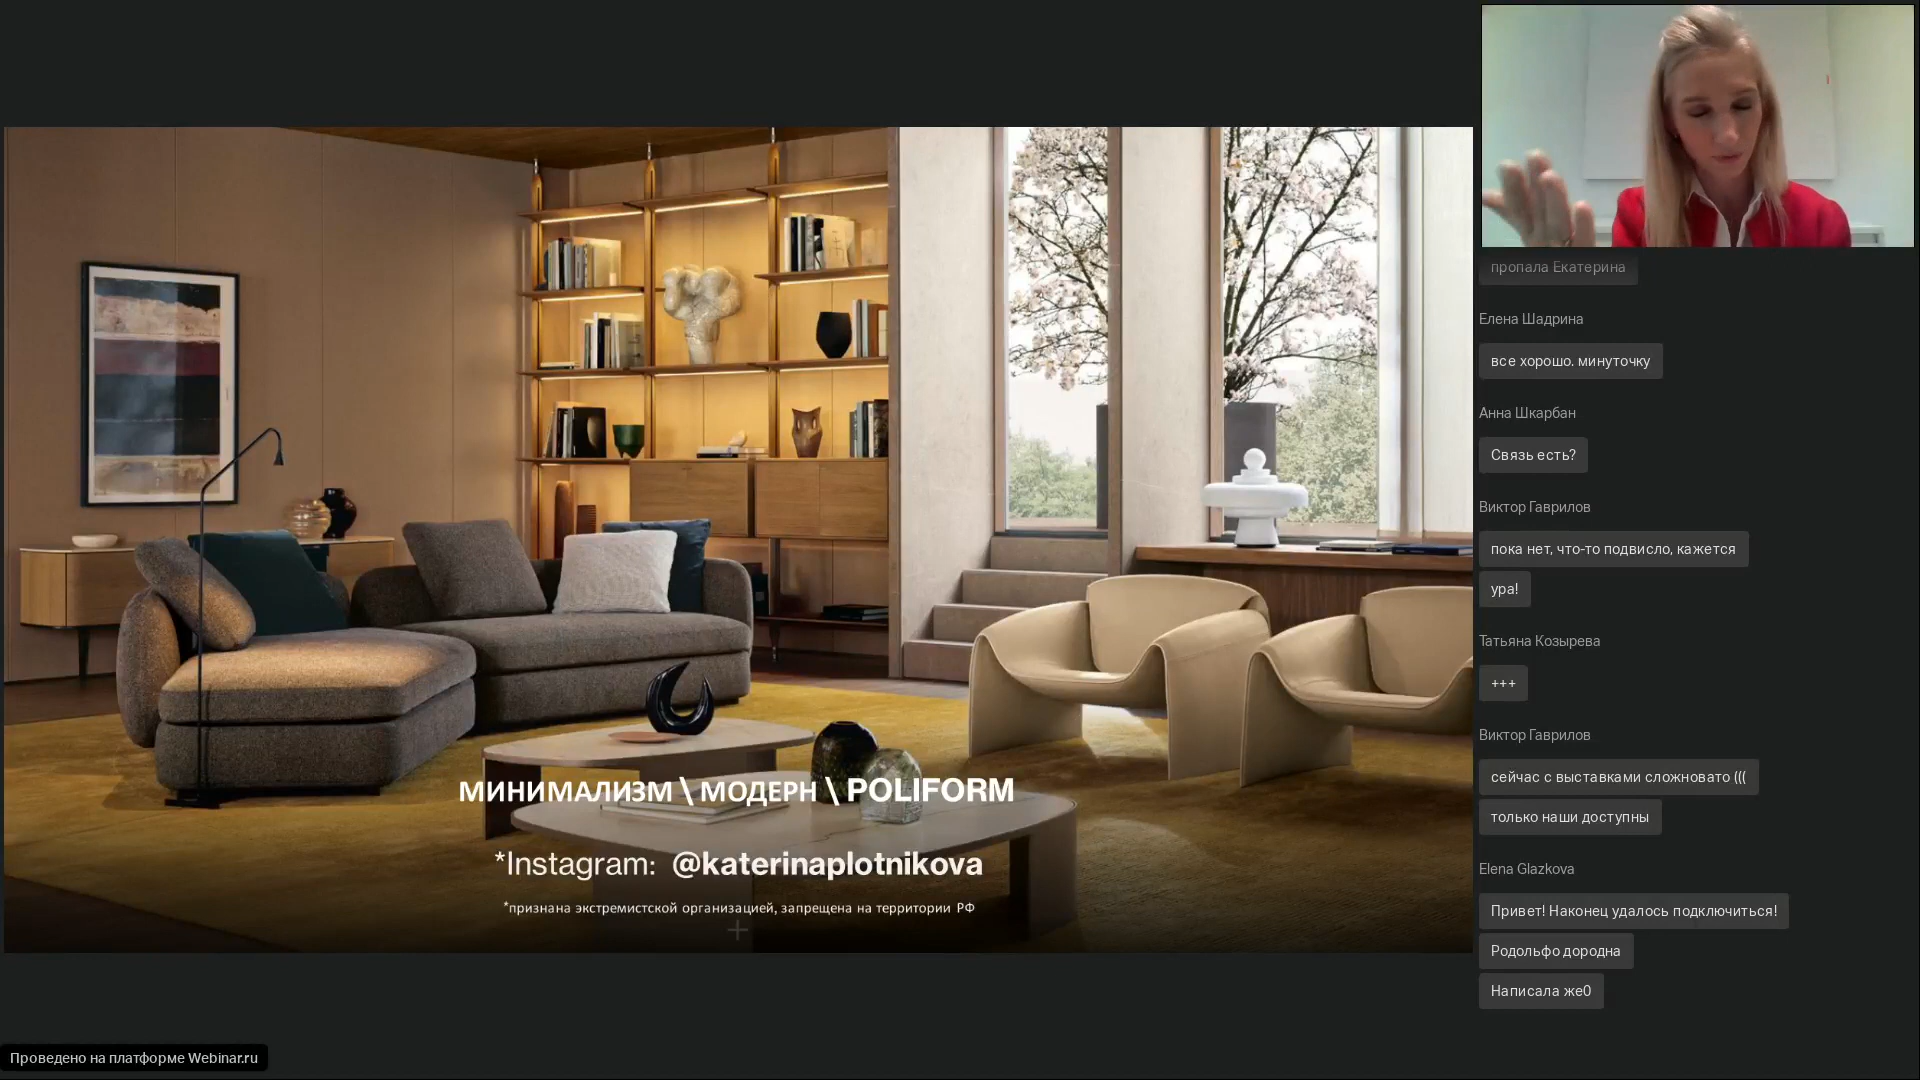 МИНИМАЛИЗМ \ МОДЕРН \ POLIFORM
*Instagram: @katerinaplotnikova
*признана экстремистской организацией, запрещена на территории РФ
пропала Екатерина
Елена Шадрина
все хорошо. минуточку
Анна Шкарбан
Связь есть?
Виктор Гаврилов
пока нет, что-то подвисло, кажется
ура!
Татьяна Козырева
+++
Виктор Гаврилов
сейчас с выставками сложновато (((
только наши доступны
Elena Glazkova
Привет! Наконец удалось подключиться!
Родольфо дородна
Написала же0
Проведено на платформе Webinar.ru